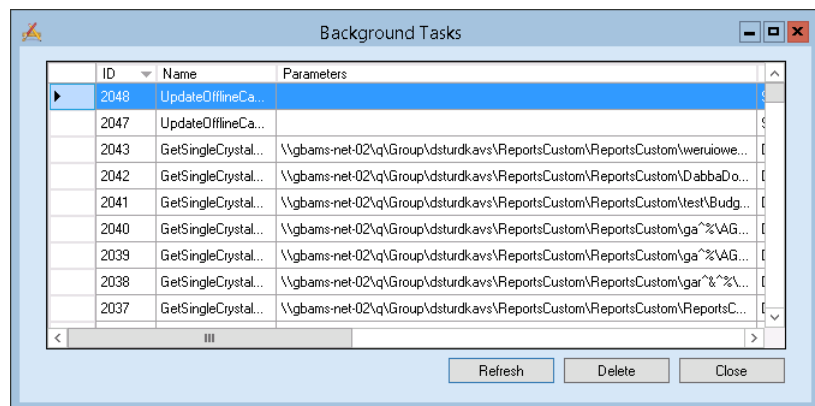 Background Tasks
ID Name Parameters
2048 UpdateOfflineCa...
2047 UpdateOfflineCa...
2043 GetSingleCrystal... \\gbams-net-02\q\Group\dsturdkavs\ReportsCustom\ReportsCustom\weruiowe...
2042 GetSingleCrystal... \\gbams-net-02\q\Group\dsturdkavs\ReportsCustom\ReportsCustom\DabbaDo...
2041 GetSingleCrystal... \\gbams-net-02\q\Group\dsturdkavs\ReportsCustom\ReportsCustom\test\Budg...
2040 GetSingleCrystal... \\gbams-net-02\q\Group\dsturdkavs\ReportsCustom\ReportsCustom\ga^%\AG...
2039 GetSingleCrystal... \\gbams-net-02\q\Group\dsturdkavs\ReportsCustom\ReportsCustom\ga^%\AG...
2038 GetSingleCrystal... \\gbams-net-02\q\Group\dsturdkavs\ReportsCustom\ReportsCustom\gar^&^%\...
2037 GetSingleCrystal... \\gbams-net-02\q\Group\dsturdkavs\ReportsCustom\ReportsCustom\ReportsC...
Refresh Delete Close